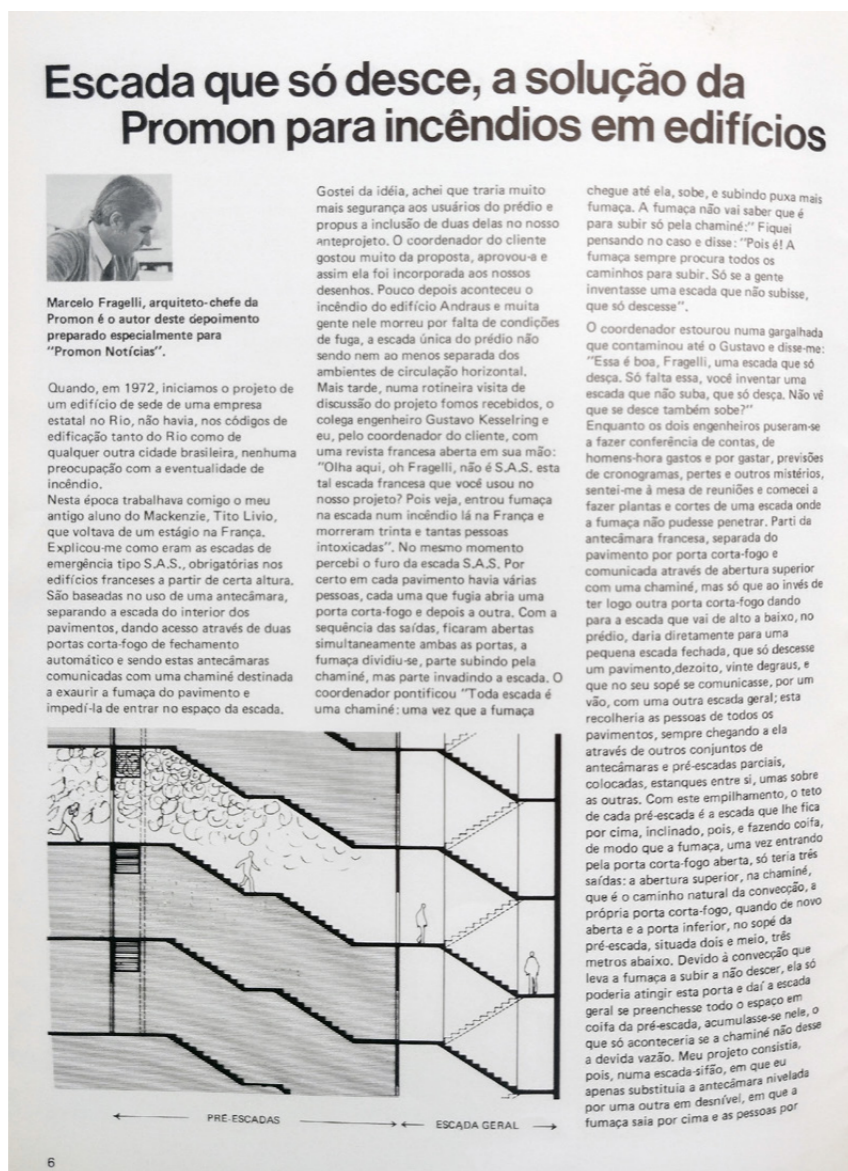 Escada que só desce, a solução da
Promon para incêndios em edifícios
Marcelo Fragelli, arquiteto-chefe da
Promon é o autor deste depoimento
preparado especialmente para
"Promon Notícias".
Quando, em 1972, iniciamos o projeto de
um edifício de sede de uma empresa
estatal no Rio, não havia, nos códigos de
edificação tanto do Rio como de
qualquer outra cidade brasileira, nenhuma
preocupação com a eventualidade de
incêndio.
Nesta época trabalhava comigo o meu
antigo aluno do Mackenzie, Tito Livio,
que voltava de um estágio na França.
Explicou-me como eram as escadas de
emergência tipo S.A.S., obrigatórias nos
edifícios franceses a partir de certa altura.
São baseadas no uso de uma antecâmara,
separando a escada do interior dos
pavimentos, dando acesso através de duas
portas corta-fogo de fechamento
automático e sendo estas antecâmaras
comunicadas com uma chaminé destinada
a exaurir a fumaça do pavimento e
impedí-la de entrar no espaço da escada.
Gostei da idéia, achei que traria muito
mais segurança aos usuários do prédio e
propus a inclusão de duas delas no nosso
anteprojeto. O coordenador do cliente
gostou muito da proposta, aprovou-a e
assim ela foi incorporada aos nossos
desenhos. Pouco depois aconteceu o
incêndio do edifício Andraus e muita
gente nele morreu por falta de condições
de fuga, a escada única do prédio não
sendo nem ao menos separada dos
ambientes de circulação horizontal.
Mais tarde, numa rotineira visita de
discussão do projeto fomos recebidos, o
colega engenheiro Gustavo Kesselring e
eu, pelo coordenador do cliente, com
uma revista francesa aberta em sua mão:
"Olha aqui, oh Fragelli, não é S.A.S. esta
tal escada francesa que você usou no
nosso projeto? Pois veja, entrou fumaça
na escada num incêndio lá na França e
morreram trinta e tantas pessoas
intoxicadas". No mesmo momento
percebi o furo da escada S.A.S. Por
certo em cada pavimento havia várias
pessoas, cada uma que fugia abria uma
porta corta-fogo e depois a outra. Com a
sequência das saídas, ficaram abertas
simultaneamente ambas as portas, a
fumaça dividiu-se, parte subindo pela
chaminé, mas parte invadindo a escada. O
coordenador pontificou "Toda escada é
uma chaminé: uma vez que a fumaça
chegue até ela, sobe, e subindo puxa mais
fumaça. A fumaça não vai saber que é
para subir só pela chaminé:" Fiquei
pensando no caso e disse: "Pois é! A
fumaça sempre procura todos os
caminhos para subir. Só se a gente
inventasse uma escada que não subisse,
que só descesse".
O coordenador estourou numa gargalhada
que contaminou até o Gustavo e disse-me:
"Essa é boa, Fragelli, uma escada que só
desça. Só falta essa, você inventar uma
escada que não suba, que só desça. Não vê
que se desce também sobe?"
Enquanto os dois engenheiros puseram-se
a fazer conferência de contas, de
homens-hora gastos e por gastar, previsões
de cronogramas, pertes e outros mistérios,
sentei-me à mesa de reuniões e comecei a
fazer plantas e cortes de uma escada onde
a fumaça não pudesse penetrar. Parti da
antecâmara francesa, separada do
pavimento por porta corta-fogo e
comunicada através de abertura superior
com uma chaminé, mas só que ao invés de
ter logo outra porta corta-fogo dando
para a escada que vai de alto a baixo, no
prédio, daria diretamente para uma
pequena escada fechada, que só descesse
um pavimento,dezoito, vinte degraus, e
que no seu sopé se comunicasse, por um
vão, com uma outra escada geral; esta
recolheria as pessoas de todos os
pavimentos, sempre chegando a ela
através de outros conjuntos de
antecâmaras e pré-escadas parciais,
colocadas, estanques entre si, umas sobre
as outras. Com este empilhamento, o teto
de cada pré-escada é a escada que lhe fica
por cima, inclinado, pois, e fazendo coifa,
de modo que a fumaça, uma vez entrando
pela porta corta-fogo aberta, só teria três
saídas: a abertura superior, na chaminé,
que é o caminho natural da convecção, a
própria porta corta-fogo, quando de novo
aberta e a porta inferior, no sopé da
pré-escada, situada dois e meio, três
metros abaixo. Devido à convecção que
leva a fumaça a subir a não descer, ela só
poderia atingir esta porta e daí a escada
geral se preenchesse todo o espaço em
coifa da pré-escada, acumulasse-se nele, o
que só aconteceria se a chaminé não desse
a devida vazão. Meu projeto consistia,
pois, numa escada-sifão, em que eu
apenas substituia a antecâmara nivelada
por uma outra em desnível, em que a
fumaça saia por cima e as pessoas por
PRÉ-ESCADAS
ESCADA GERAL
6